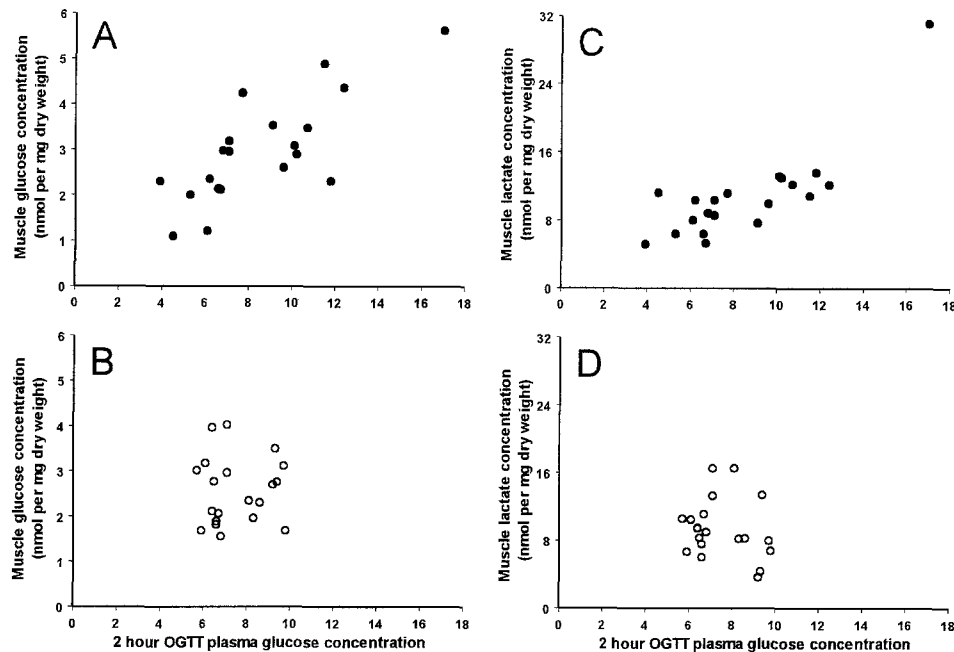 A
Muscle glucose concentration
(nmol per mg dry weight)
6
5
4
3
2
1
0
0 2 4 6 8 10 12 14 16 18
C
Muscle lactate concentration
(nmol per mg dry weight)
32
24
16
8
0
0 2 4 6 8 10 12 14 16 18
B
Muscle glucose concentration
(nmol per mg dry weight)
6
5
4
3
2
1
0
0 2 4 6 8 10 12 14 16 18
2 hour OGTT plasma glucose concentration
D
Muscle lactate concentration
(nmol per mg dry weight)
32
24
16
8
0
0 2 4 6 8 10 12 14 16 18
2 hour OGTT plasma glucose concentration